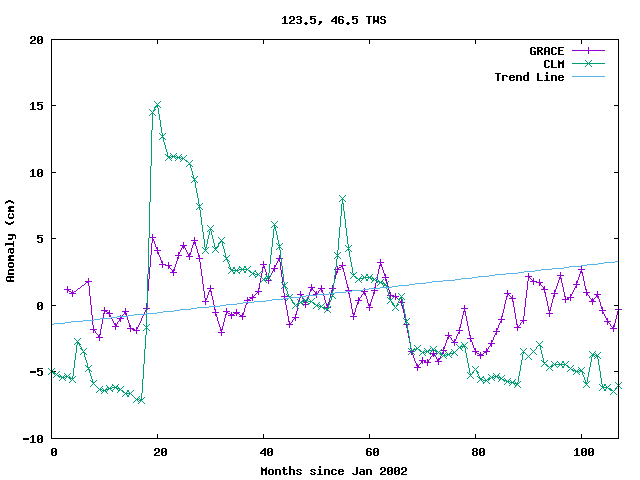 123.5, 46.5 TWS
GRACE
CLM
Trend Line
Anomaly (cm)
20
15
10
5
0
-5
-10
0 20 40 60 80 100
Months since Jan 2002